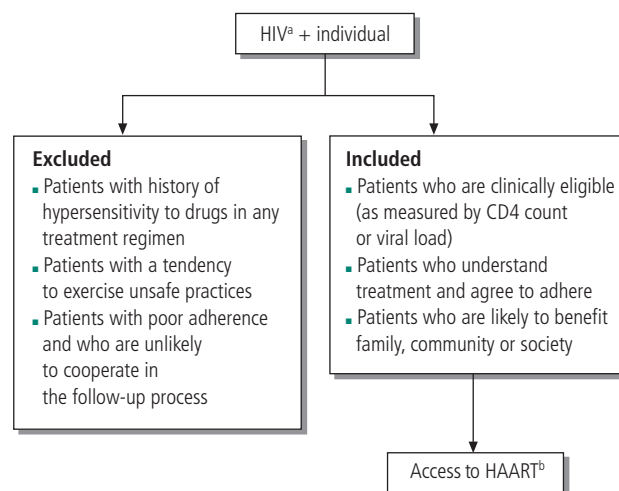 HIVᵃ + individual
Excluded
▪ Patients with history of
hypersensitivity to drugs in any
treatment regimen
▪ Patients with a tendency
to exercise unsafe practices
▪ Patients with poor adherence
and who are unlikely
to cooperate in
the follow-up process
Included
▪ Patients who are clinically eligible
(as measured by CD4 count
or viral load)
▪ Patients who understand
treatment and agree to adhere
▪ Patients who are likely to benefit
family, community or society
Access to HAARTᵇ